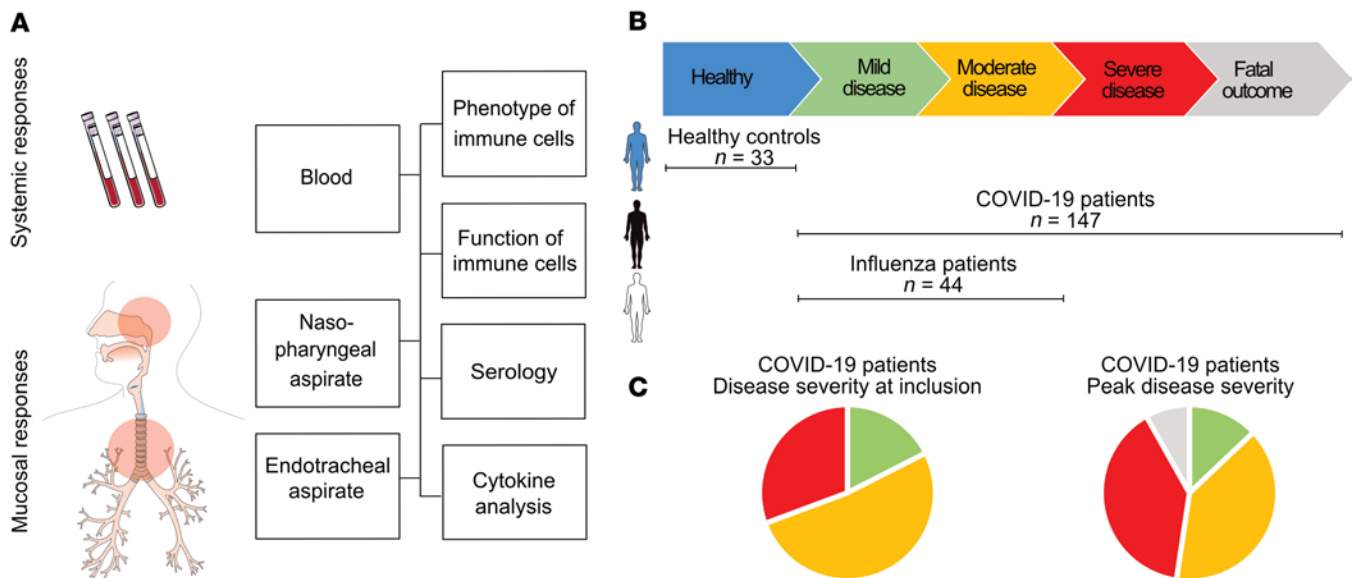 A
Systemic responses
Mucosal responses
Blood
Naso-
pharyngeal
aspirate
Endotracheal
aspirate
Phenotype of
immune cells
Function of
immune cells
Serology
Cytokine
analysis
B
Healthy
Mild
disease
Moderate
disease
Severe
disease
Fatal
outcome
Healthy controls
n = 33
COVID-19 patients
n = 147
Influenza patients
n = 44
C
COVID-19 patients
Disease severity at inclusion
COVID-19 patients
Peak disease severity